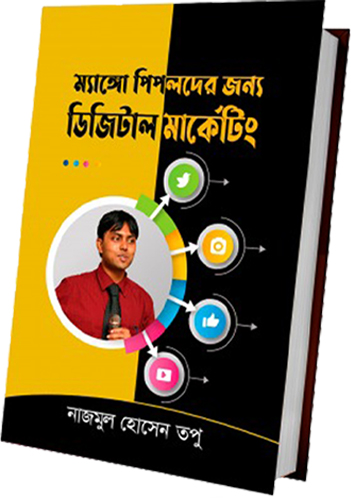 ম্যাঙ্গো পিপলদের জন্য
ডিজিটাল মার্কেটিং
নাজমুল হোসেন তপু